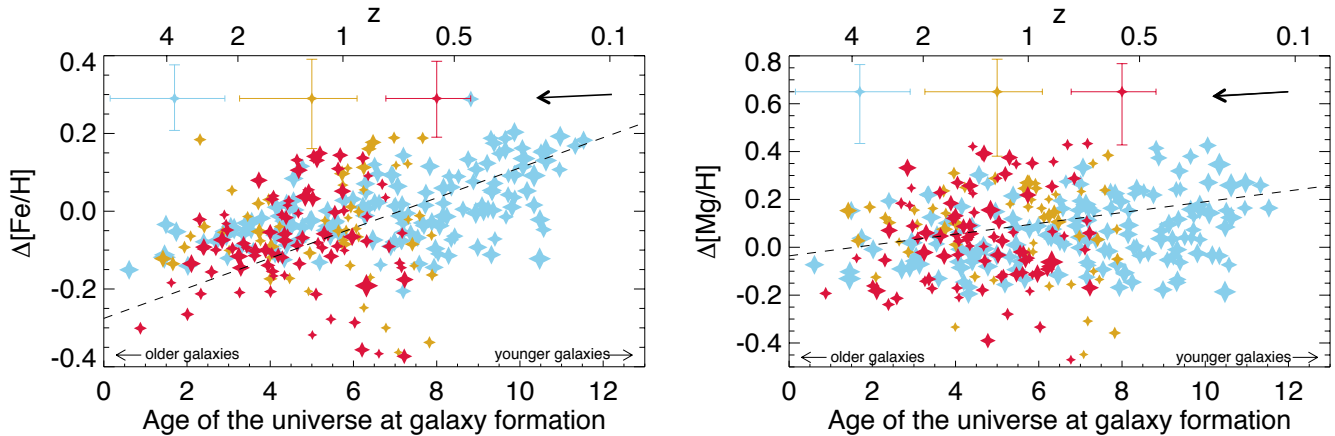 z
4 2 1 0.5 0.1
0.4
0.2
0.0
-0.2
-0.4
Δ[Fe/H]
← older galaxies
younger galaxies →
0 2 4 6 8 10 12
Age of the universe at galaxy formation
z
4 2 1 0.5 0.1
0.8
0.6
0.4
0.2
0.0
-0.2
-0.4
Δ[Mg/H]
← older galaxies
younger galaxies →
0 2 4 6 8 10 12
Age of the universe at galaxy formation